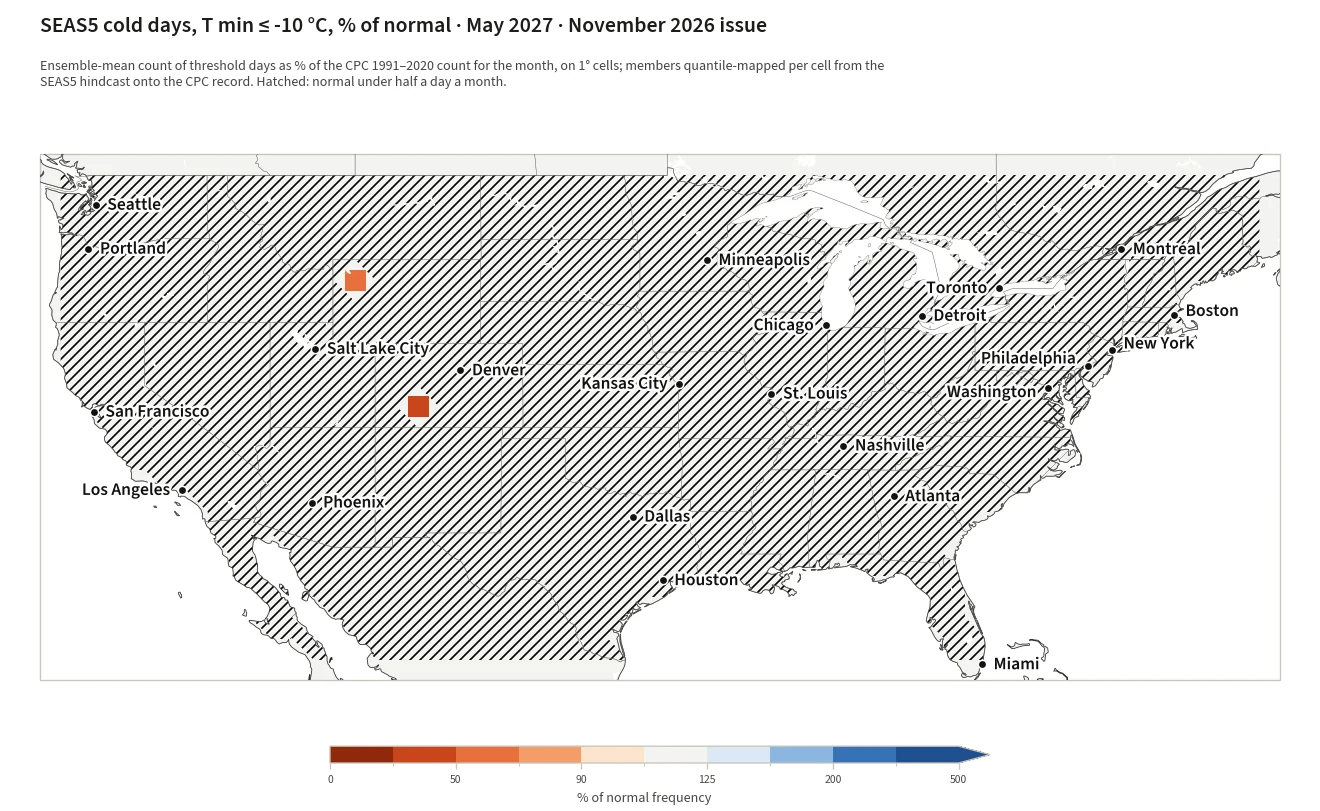 SEAS5 cold days, T min ≤ -10 °C, % of normal · May 2027 · November 2026 issue
Ensemble-mean count of threshold days as % of the CPC 1991–2020 count for the month, on 1° cells; members quantile-mapped per cell from the
SEAS5 hindcast onto the CPC record. Hatched: normal under half a day a month.
Seattle
Portland
Montréal
Minneapolis
Toronto
Boston
Detroit
Chicago
New York
Salt Lake City
Philadelphia
Denver
Kansas City
Washington
St. Louis
San Francisco
Nashville
Los Angeles
Atlanta
Phoenix
Dallas
Houston
Miami
0 50 90 125 200 500
% of normal frequency